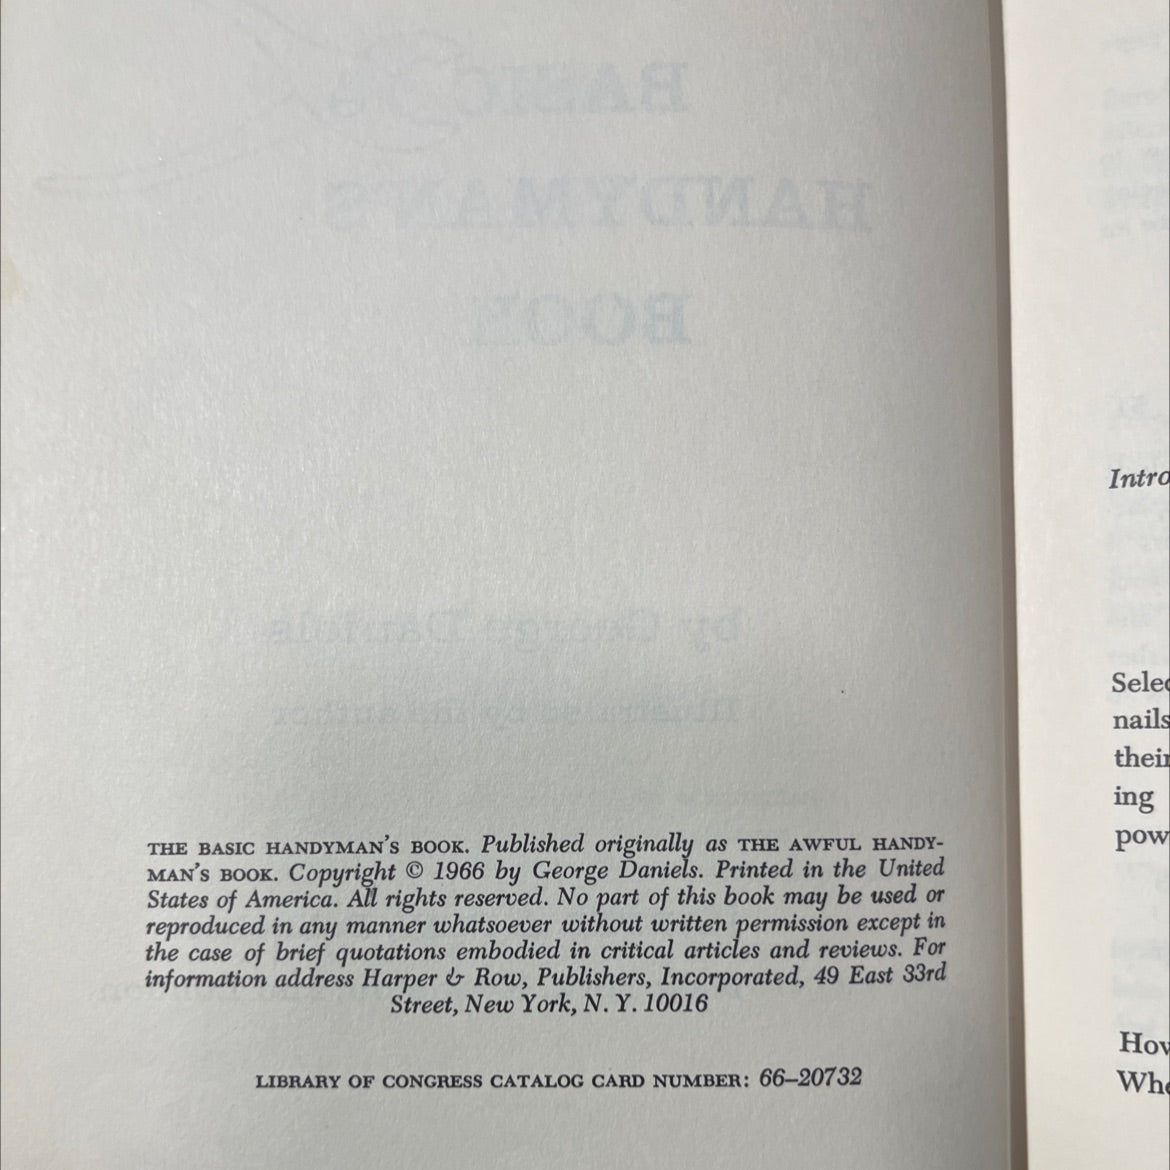 THE BASIC HANDYMAN'S BOOK. Published originally as THE AWFUL HANDY-
MAN'S BOOK. Copyright © 1966 by George Daniels. Printed in the United
States of America. All rights reserved. No part of this book may be used or
reproduced in any manner whatsoever without written permission except in
the case of brief quotations embodied in critical articles and reviews. For
information address Harper & Row, Publishers, Incorporated, 49 East 33rd
Street, New York, N. Y. 10016
LIBRARY OF CONGRESS CATALOG CARD NUMBER: 66–20732
Intro
Selec
nails
their
ing
pow
How
Whe